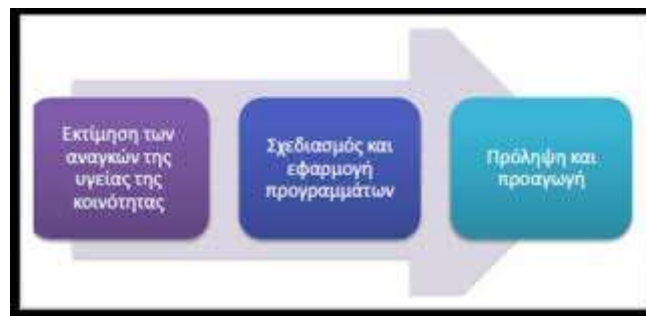 Εκτίμηση των
αναγκών της
υγείας της
κοινότητας
Σχεδιασμός και
εφαρμογή
προγραμμάτων
Πρόληψη και
προαγωγή